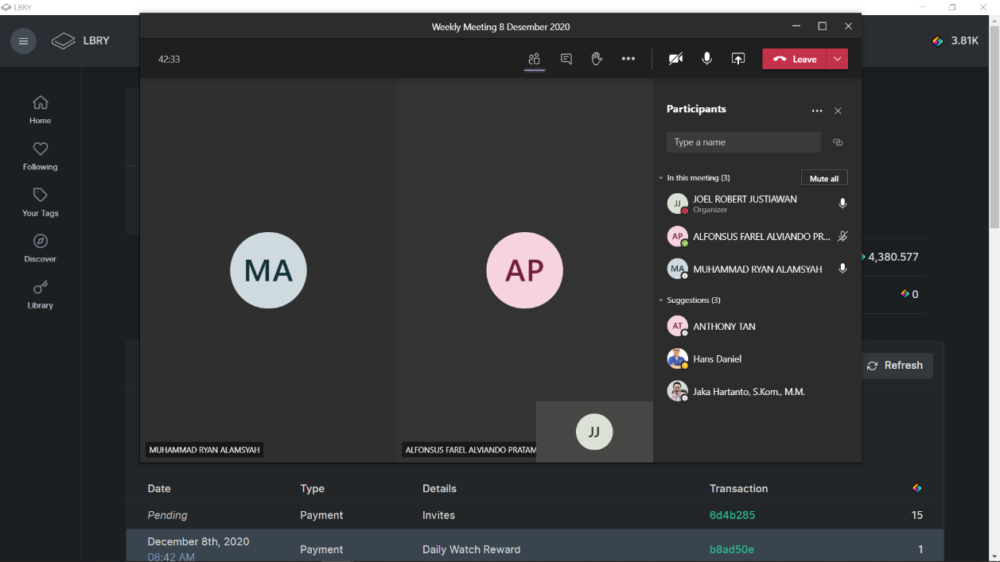 LBRY
LBRY
3.81K
Weekly Meeting 8 Desember 2020
42:33
Leave
Home
Following
Your Tags
Discover
Library
MA
AP
JJ
MUHAMMAD RYAN ALAMSYAH
ALFONSUS FAREL ALVIANDO PRATAM
Participants
Type a name
In this meeting (3)
Mute all
JJ
JOEL ROBERT JUSTIAWAN
Organizer
AP
ALFONSUS FAREL ALVIANDO PR...
MA
MUHAMMAD RYAN ALAMSYAH
Suggestions (3)
AT
ANTHONY TAN
Hans Daniel
Jaka Hartanto, S.Kom., M.M.
4,380.577
0
Refresh
Date Type Details Transaction
Pending Payment Invites 6d4b285 15
December 8th, 2020
08:42 AM
Payment Daily Watch Reward b8ad50e 1